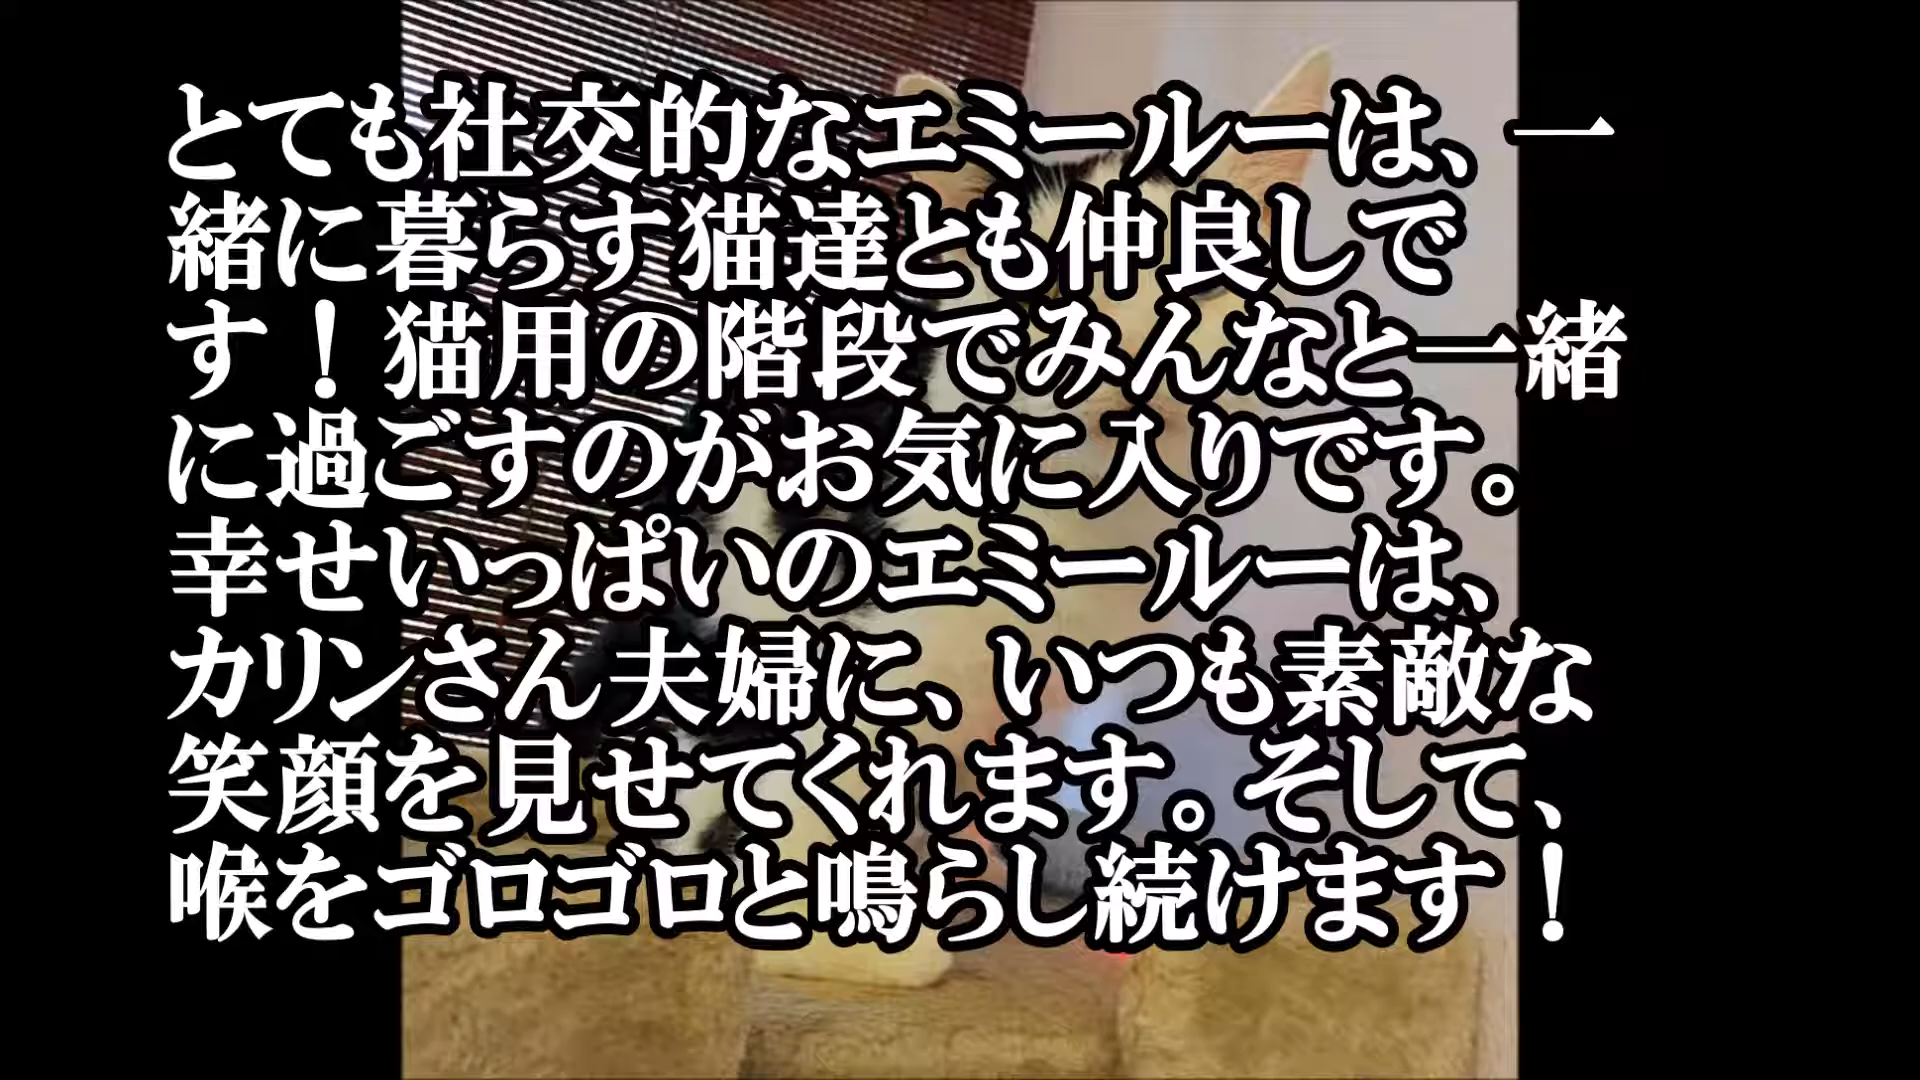 とても社交的なエミールーは、一
緒に暮らす猫達とも仲良しで
す！猫用の階段でみんなと一緒
に過ごすのがお気に入りです。
幸せいっぱいのエミールーは、
カリンさん夫婦に、いつも素敵な
笑顔を見せてくれます。そして、
喉をゴロゴロと鳴らし続けます！